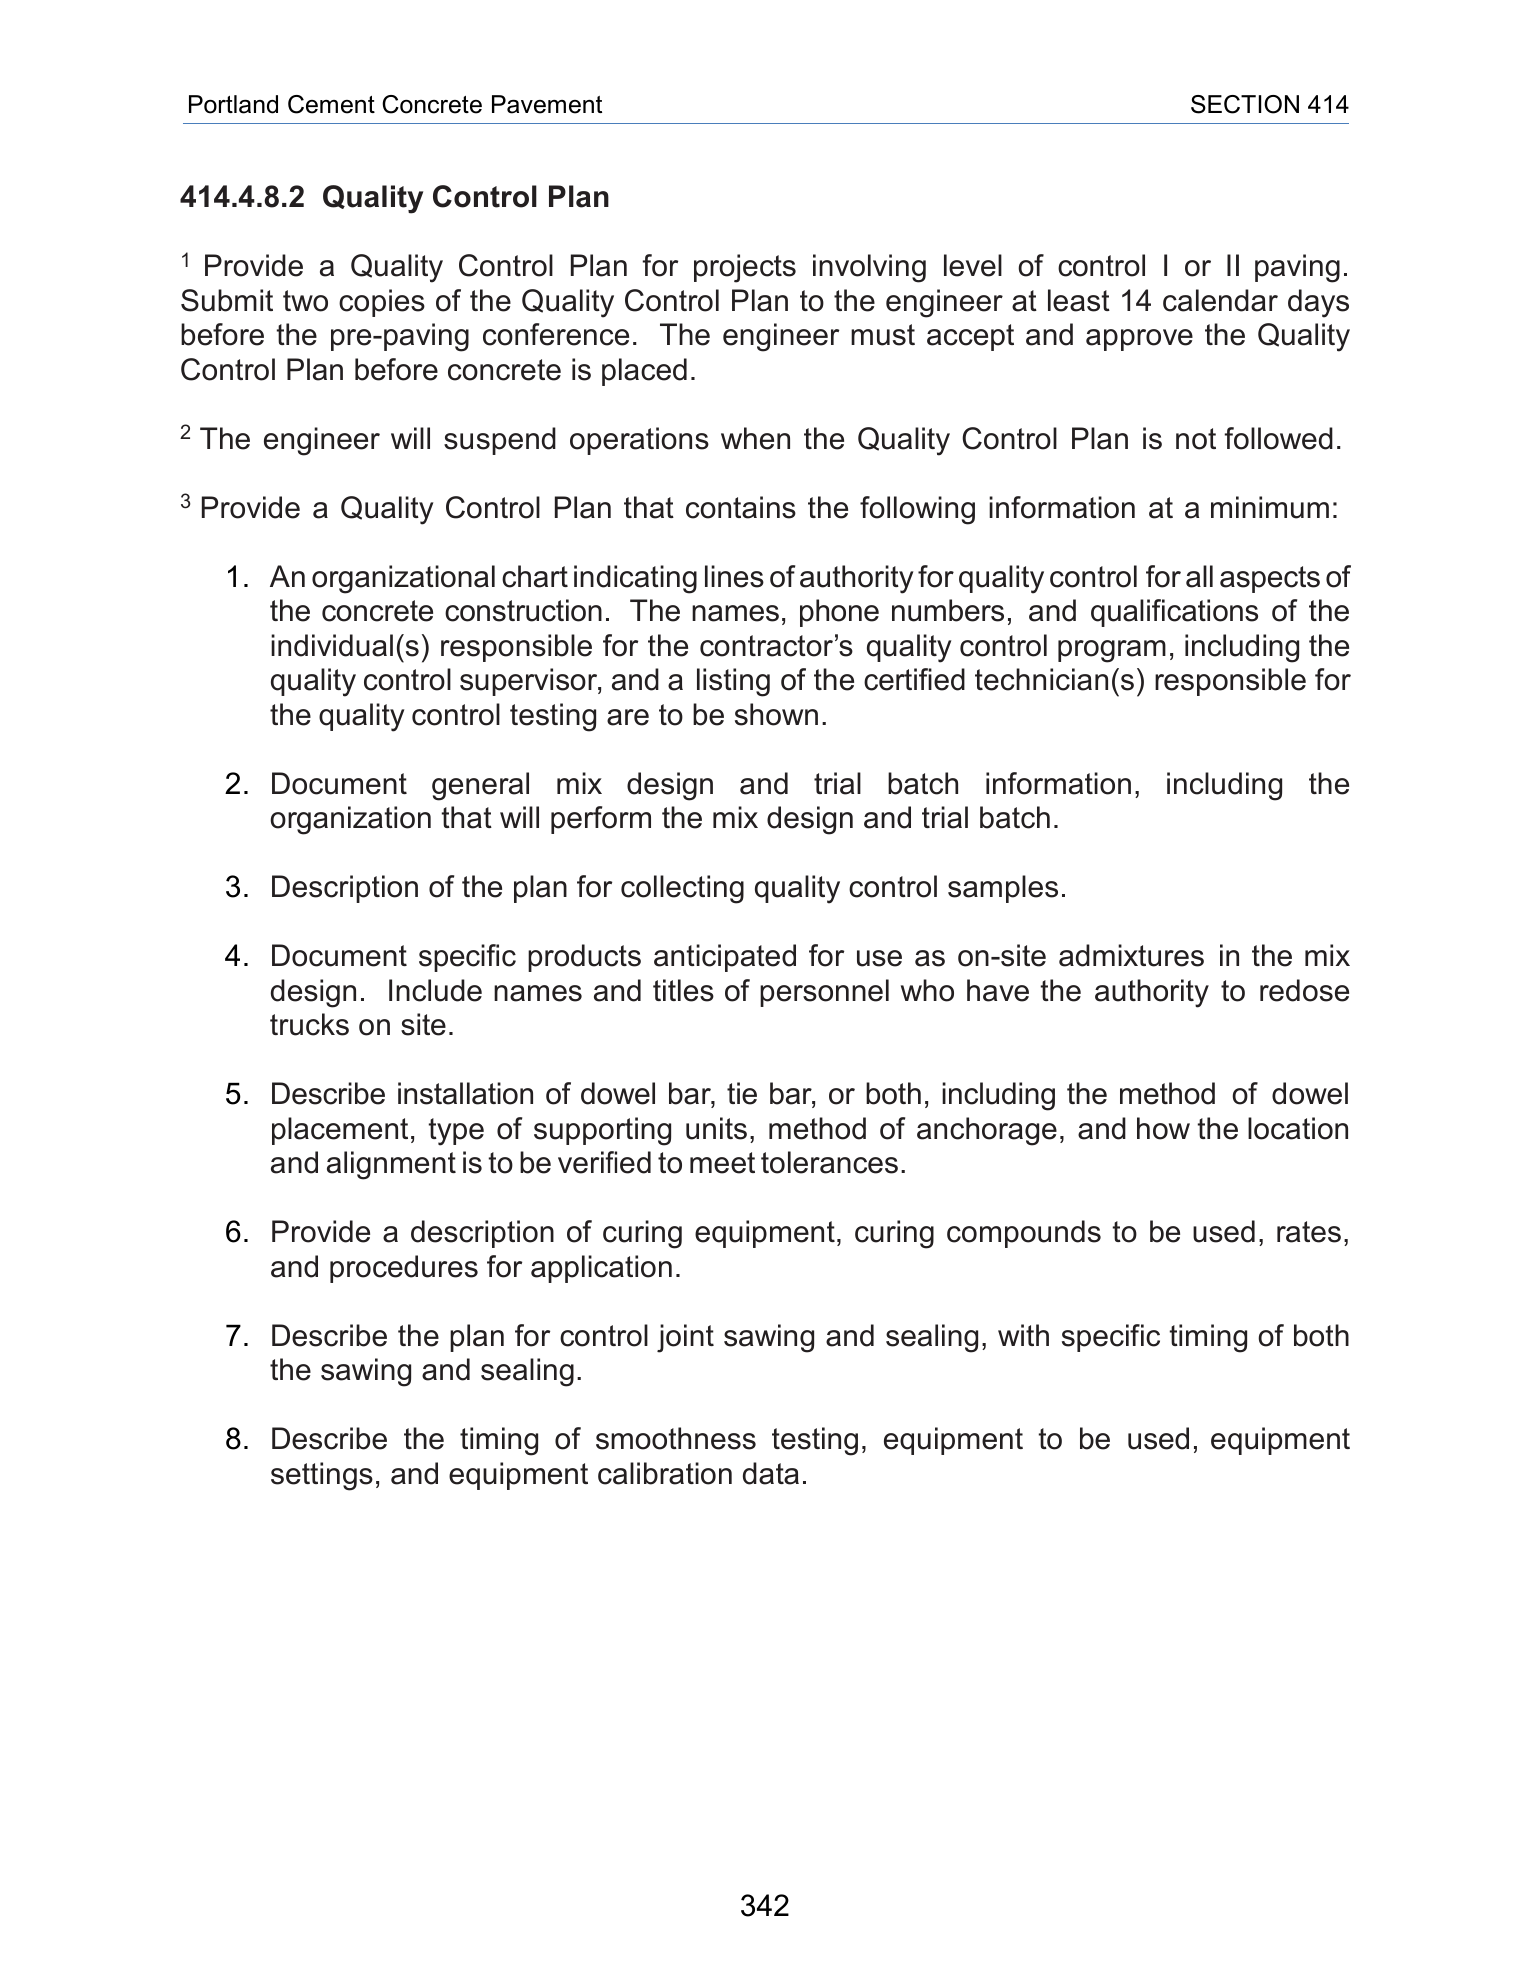 Portland Cement Concrete Pavement SECTION 414
414.4.8.2 Quality Control Plan
1 Provide a Quality Control Plan for projects involving level of control I or II paving.
Submit two copies of the Quality Control Plan to the engineer at least 14 calendar days
before the pre-paving conference. The engineer must accept and approve the Quality
Control Plan before concrete is placed.
2 The engineer will suspend operations when the Quality Control Plan is not followed.
3 Provide a Quality Control Plan that contains the following information at a minimum:
1. An organizational chart indicating lines of authority for quality control for all aspects of
the concrete construction. The names, phone numbers, and qualifications of the
individual(s) responsible for the contractor’s quality control program, including the
quality control supervisor, and a listing of the certified technician(s) responsible for
the quality control testing are to be shown.
2. Document general mix design and trial batch information, including the
organization that will perform the mix design and trial batch.
3. Description of the plan for collecting quality control samples.
4. Document specific products anticipated for use as on-site admixtures in the mix
design. Include names and titles of personnel who have the authority to redose
trucks on site.
5. Describe installation of dowel bar, tie bar, or both, including the method of dowel
placement, type of supporting units, method of anchorage, and how the location
and alignment is to be verified to meet tolerances.
6. Provide a description of curing equipment, curing compounds to be used, rates,
and procedures for application.
7. Describe the plan for control joint sawing and sealing, with specific timing of both
the sawing and sealing.
8. Describe the timing of smoothness testing, equipment to be used, equipment
settings, and equipment calibration data.
342